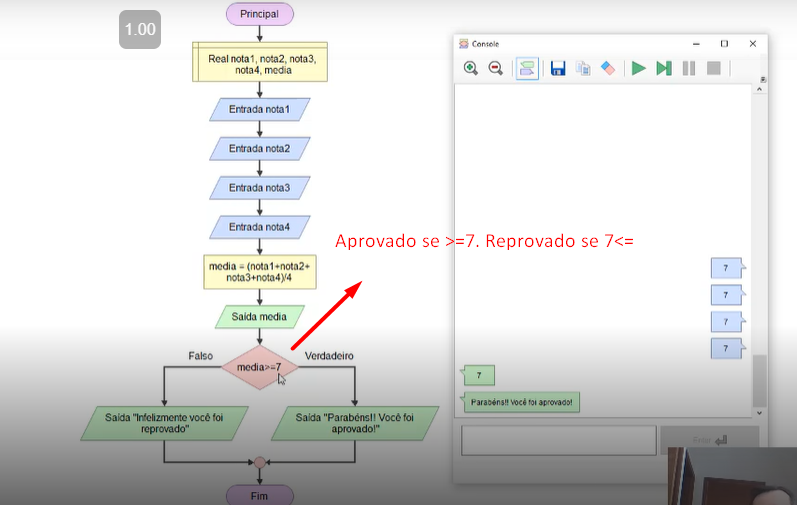 1.00
Principal
Real nota1, nota2, nota3,
nota4, media
Entrada nota1
Entrada nota2
Entrada nota3
Entrada nota4
media = (nota1+nota2+
nota3+nota4)/4
Saída media
Falso
Verdadeiro
media>=7
Saída "Infelizmente você foi
reprovado"
Saída "Parabéns!! Você foi
aprovado!"
Fim
Aprovado se >=7. Reprovado se 7<=
Console
7
7
7
7
7
Parabéns!! Você foi aprovado!
Enter